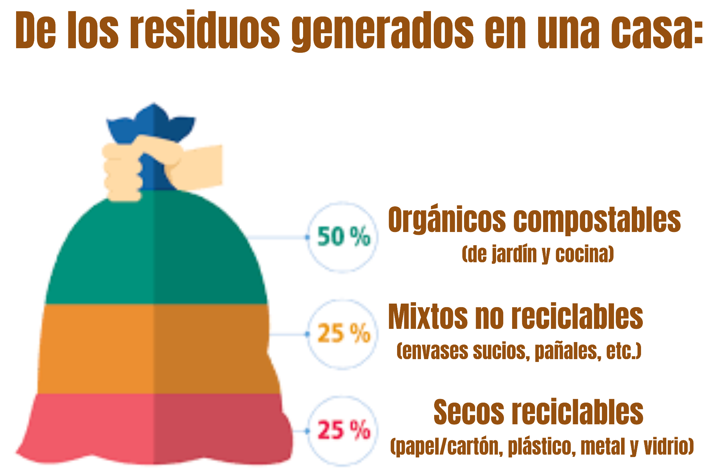 De los residuos generados en una casa:
50 %
Orgánicos compostables
(de jardín y cocina)
25 %
Mixtos no reciclables
(envases sucios, pañales, etc.)
25 %
Secos reciclables
(papel/cartón, plástico, metal y vidrio)